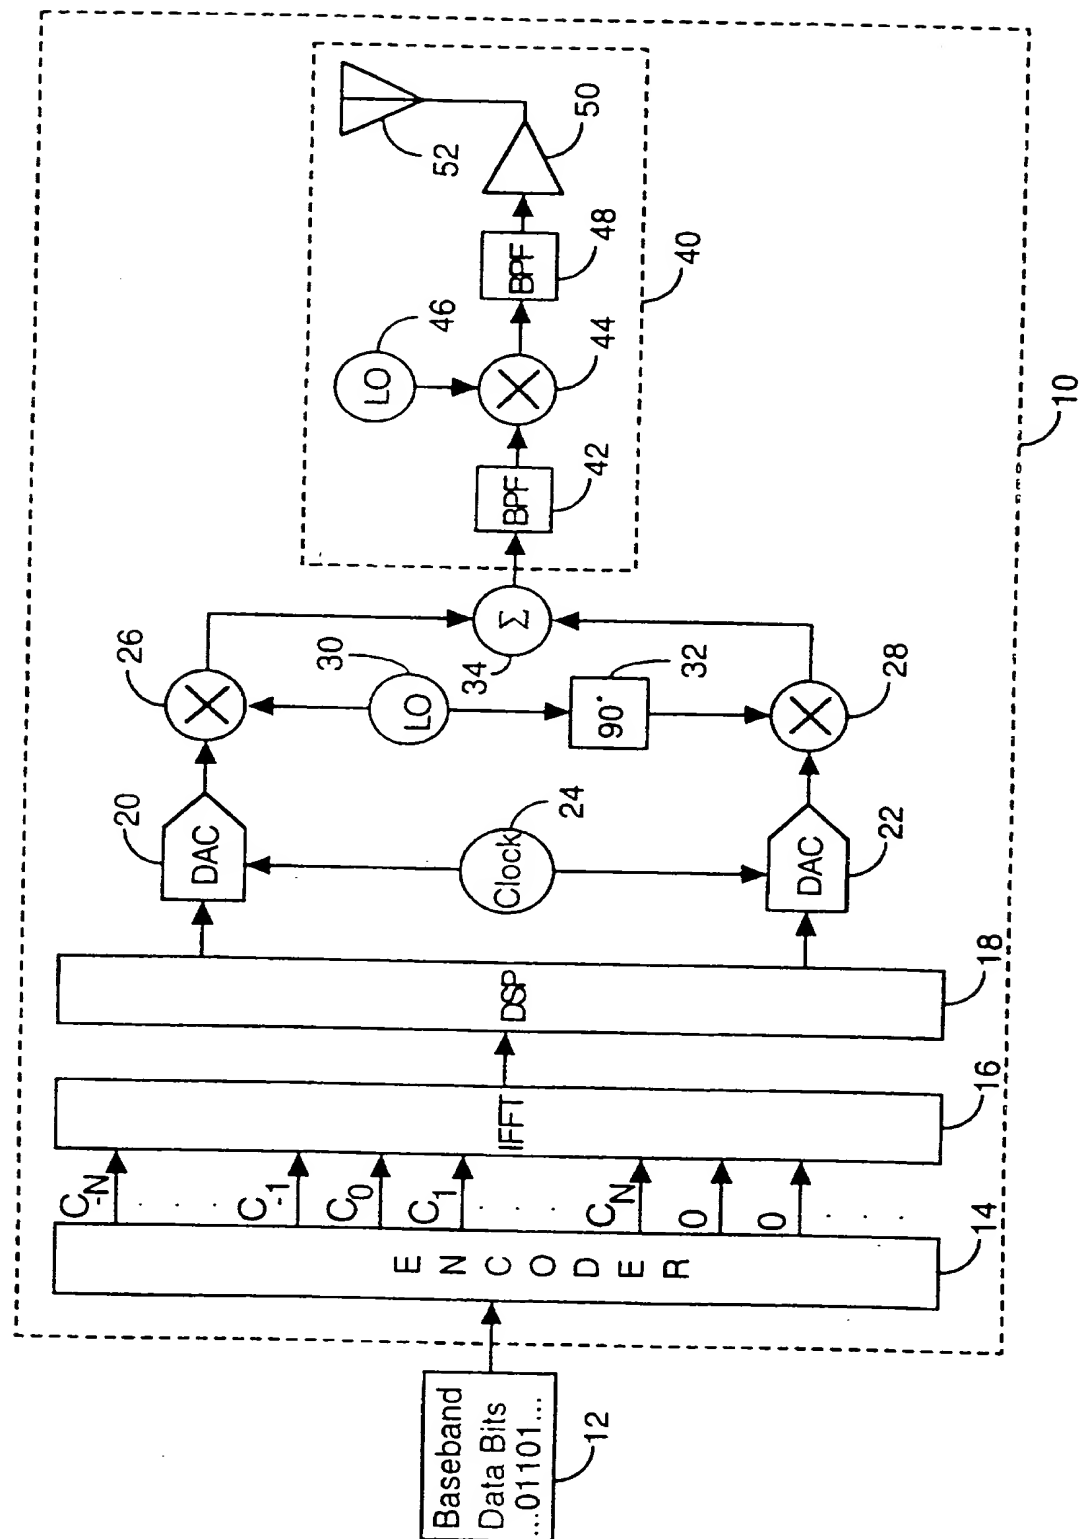 Baseband
Data Bits
...01101...
12
ENCODER
14
C-N
C-1
C0
C1
CN
0
0
IFFT
16
DSP
18
DAC
20
DAC
22
Clock
24
26
28
LO
30
90°
32
Σ
34
BPF
42
44
LO
46
BPF
48
50
52
40
10